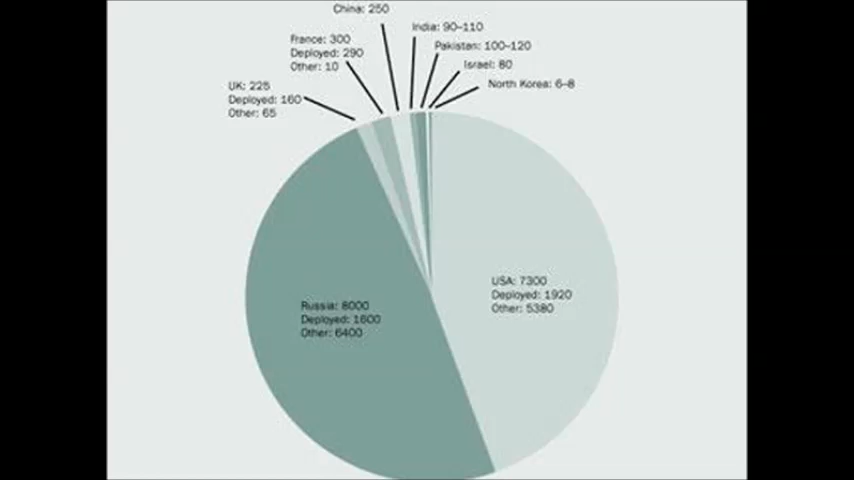 China: 250
India: 90–110
France: 300
Deployed: 290
Other: 10
Pakistan: 100–120
Israel: 80
North Korea: 6–8
UK: 225
Deployed: 160
Other: 65
USA: 7300
Deployed: 1920
Other: 5380
Russia: 8000
Deployed: 1600
Other: 6400